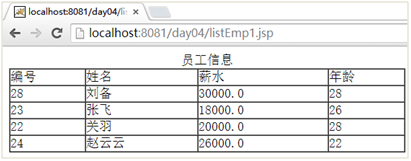 localhost:8081/day04/list
localhost:8081/day04/listEmp1.jsp
员工信息
编号 姓名 薪水 年龄
28 刘备 30000.0 28
23 张飞 18000.0 26
22 关羽 20000.0 28
24 赵云云 26000.0 22